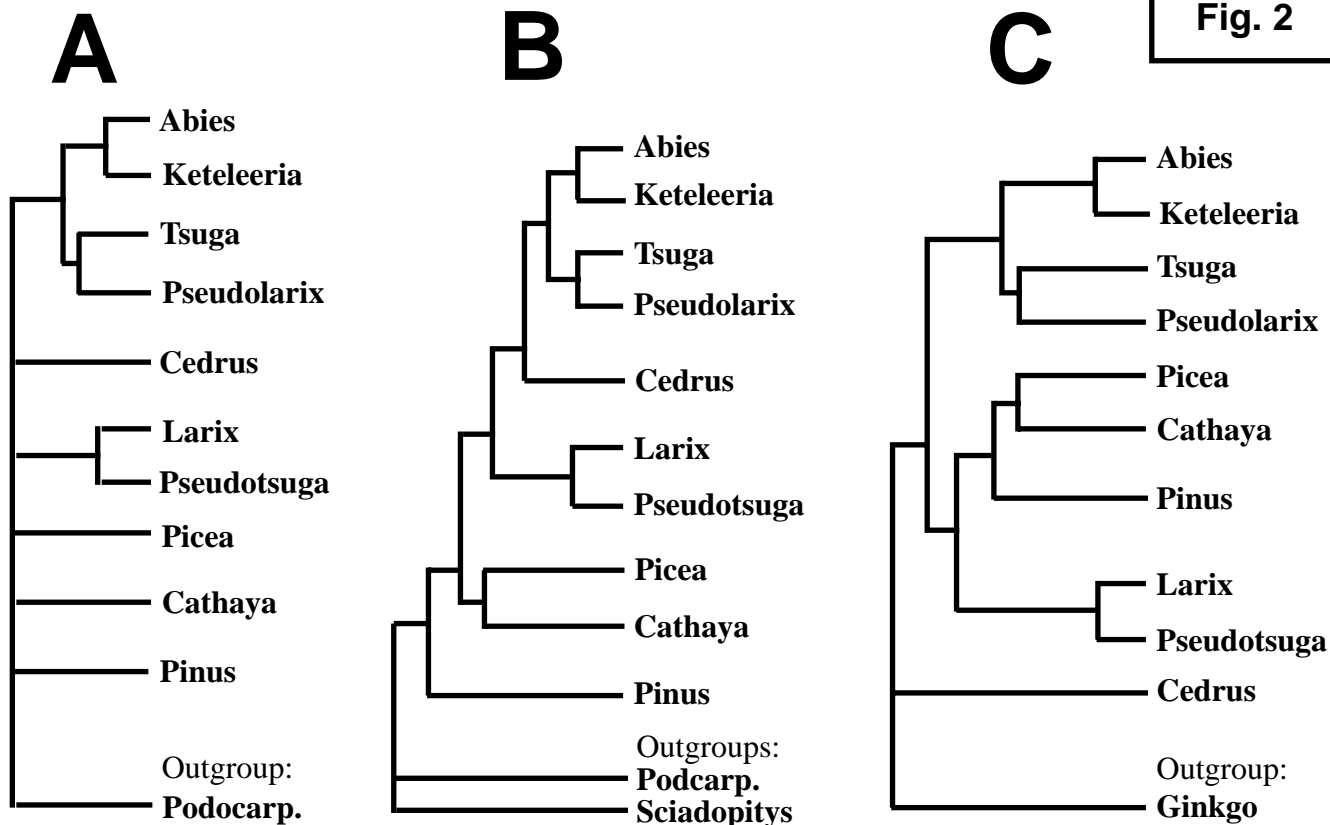 Fig. 2
A
Abies
Keteleeria
Tsuga
Pseudolarix
Cedrus
Larix
Pseudotsuga
Picea
Cathaya
Pinus
Outgroup:
Podocarp.
B
Abies
Keteleeria
Tsuga
Pseudolarix
Cedrus
Larix
Pseudotsuga
Picea
Cathaya
Pinus
Outgroups:
Podcarp.
Sciadopitys
C
Abies
Keteleeria
Tsuga
Pseudolarix
Picea
Cathaya
Pinus
Larix
Pseudotsuga
Cedrus
Outgroup:
Ginkgo